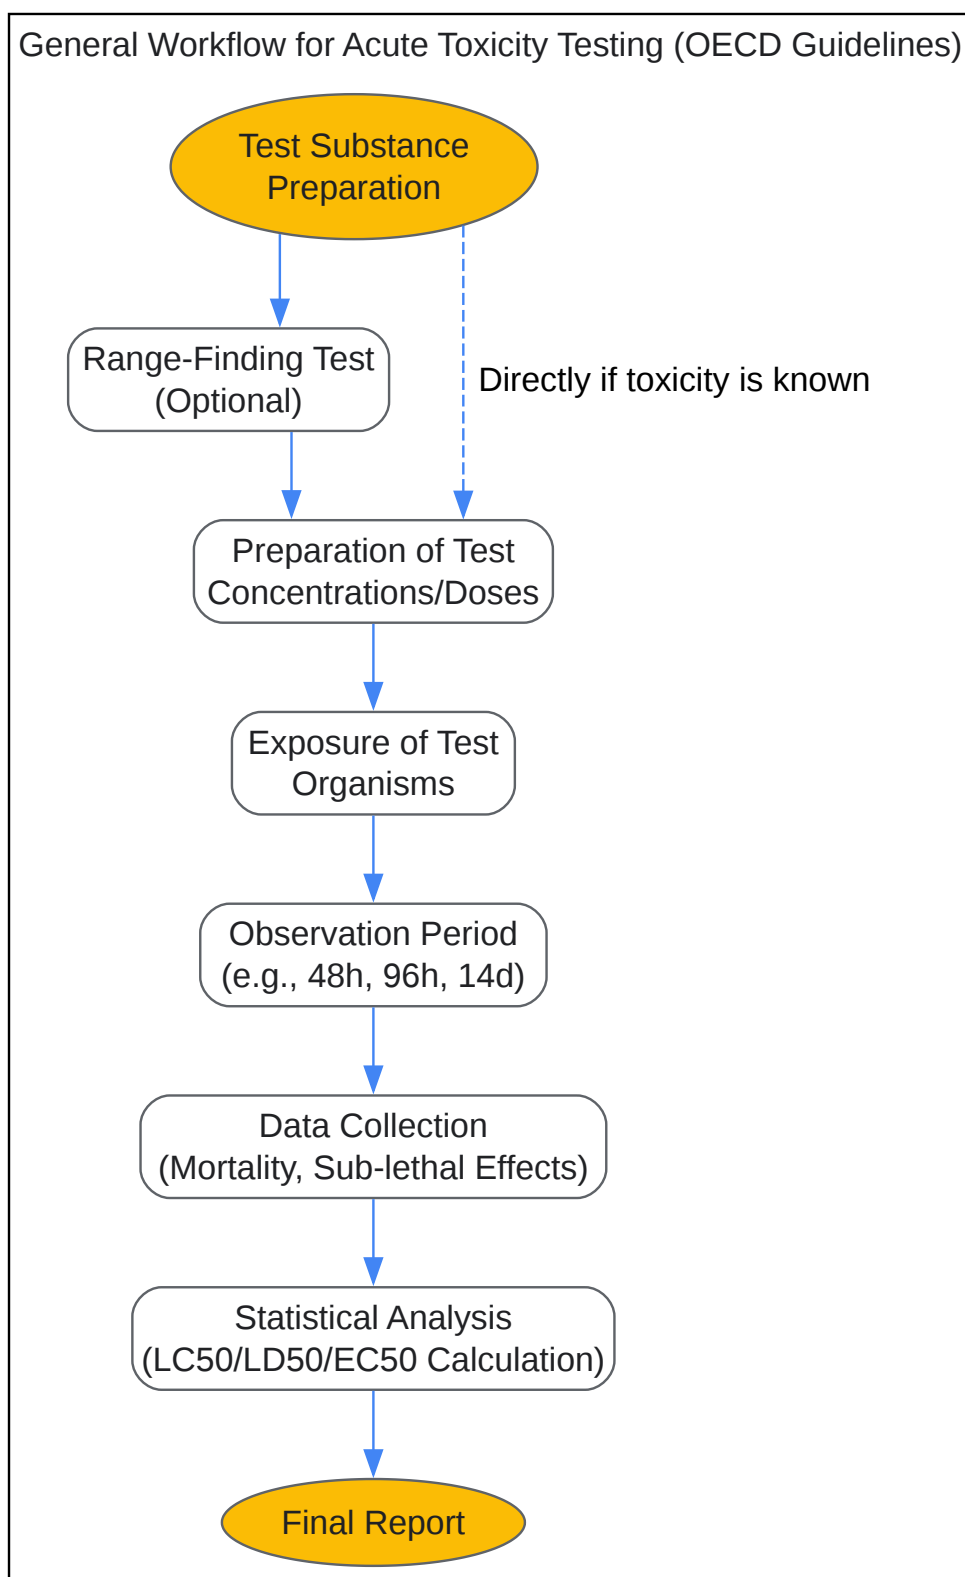 General Workflow for Acute Toxicity Testing (OECD Guidelines)
Test Substance
Preparation
Range-Finding Test
(Optional)
Directly if toxicity is known
Preparation of Test
Concentrations/Doses
Exposure of Test
Organisms
Observation Period
(e.g., 48h, 96h, 14d)
Data Collection
(Mortality, Sub-lethal Effects)
Statistical Analysis
(LC50/LD50/EC50 Calculation)
Final Report